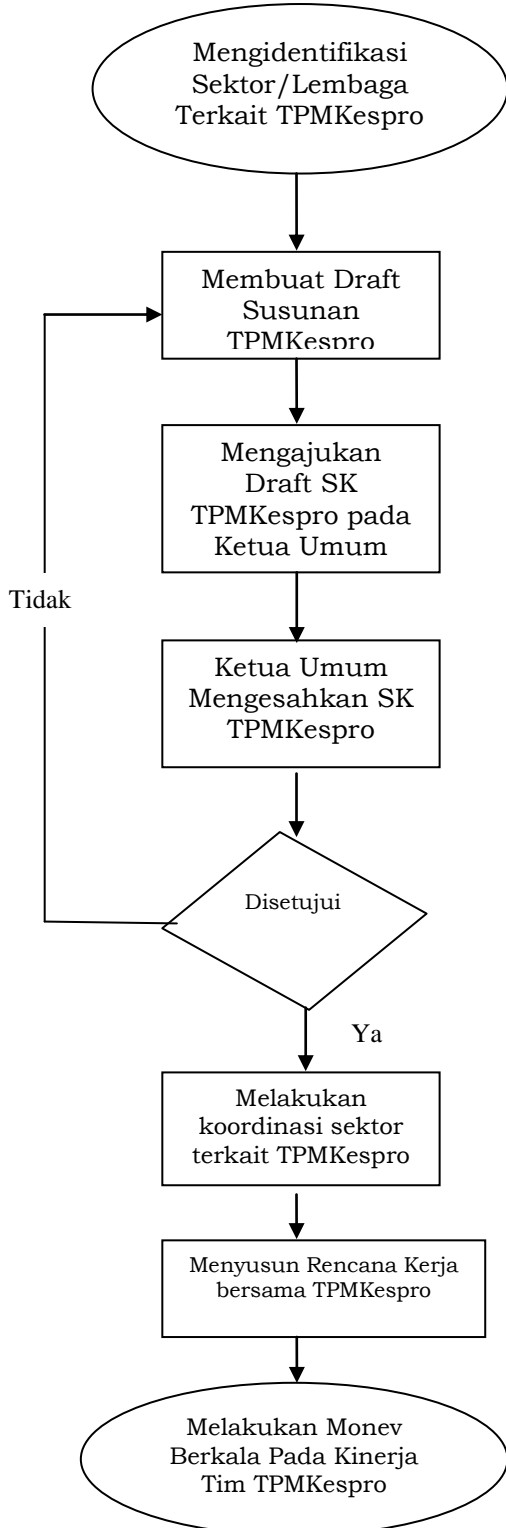 Mengidentifikasi
Sektor/Lembaga
Terkait TPMKespro
Membuat Draft
Susunan
TPMKespro
Mengajukan
Draft SK
TPMKespro pada
Ketua Umum
Tidak
Ketua Umum
Mengesahkan SK
TPMKespro
Disetujui
Ya
Melakukan
koordinasi sektor
terkait TPMKespro
Menyusun Rencana Kerja
bersama TPMKespro
Melakukan Monev
Berkala Pada Kinerja
Tim TPMKespro